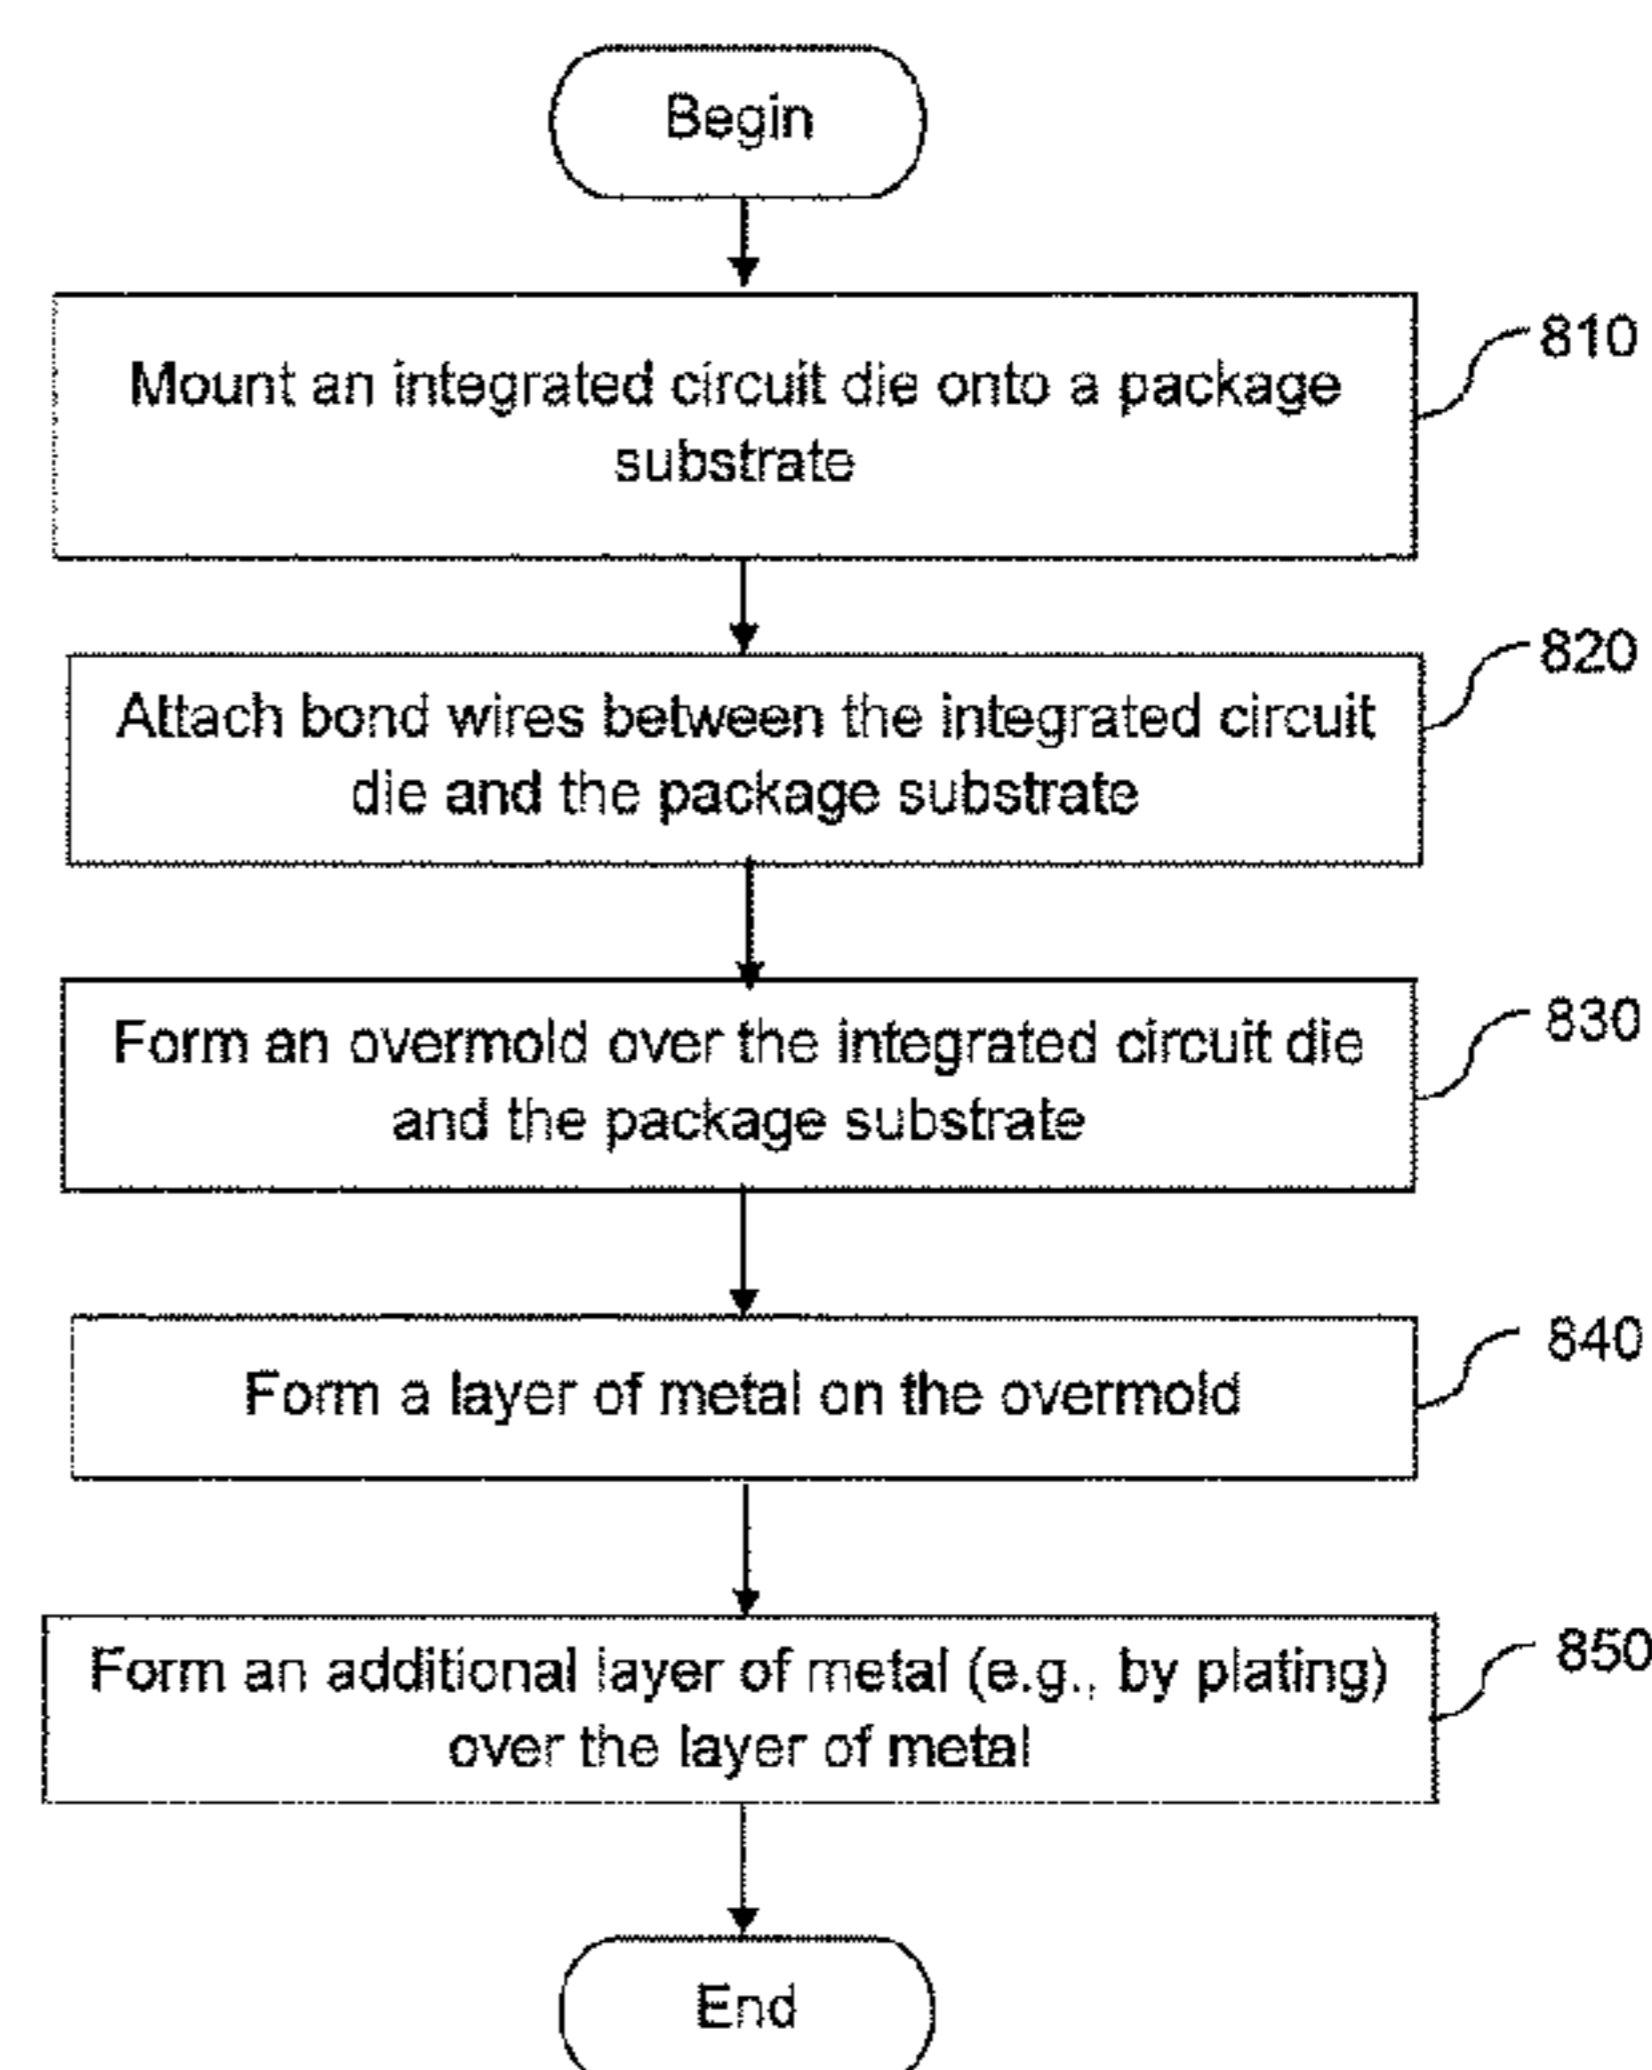 Begin
810
Mount an integrated circuit die onto a package
substrate
820
Attach bond wires between the integrated circuit
die and the package substrate
830
Form an overmold over the integrated circuit die
and the package substrate
840
Form a layer of metal on the overmold
850
Form an additional layer of metal (e.g., by plating)
over the layer of metal
End